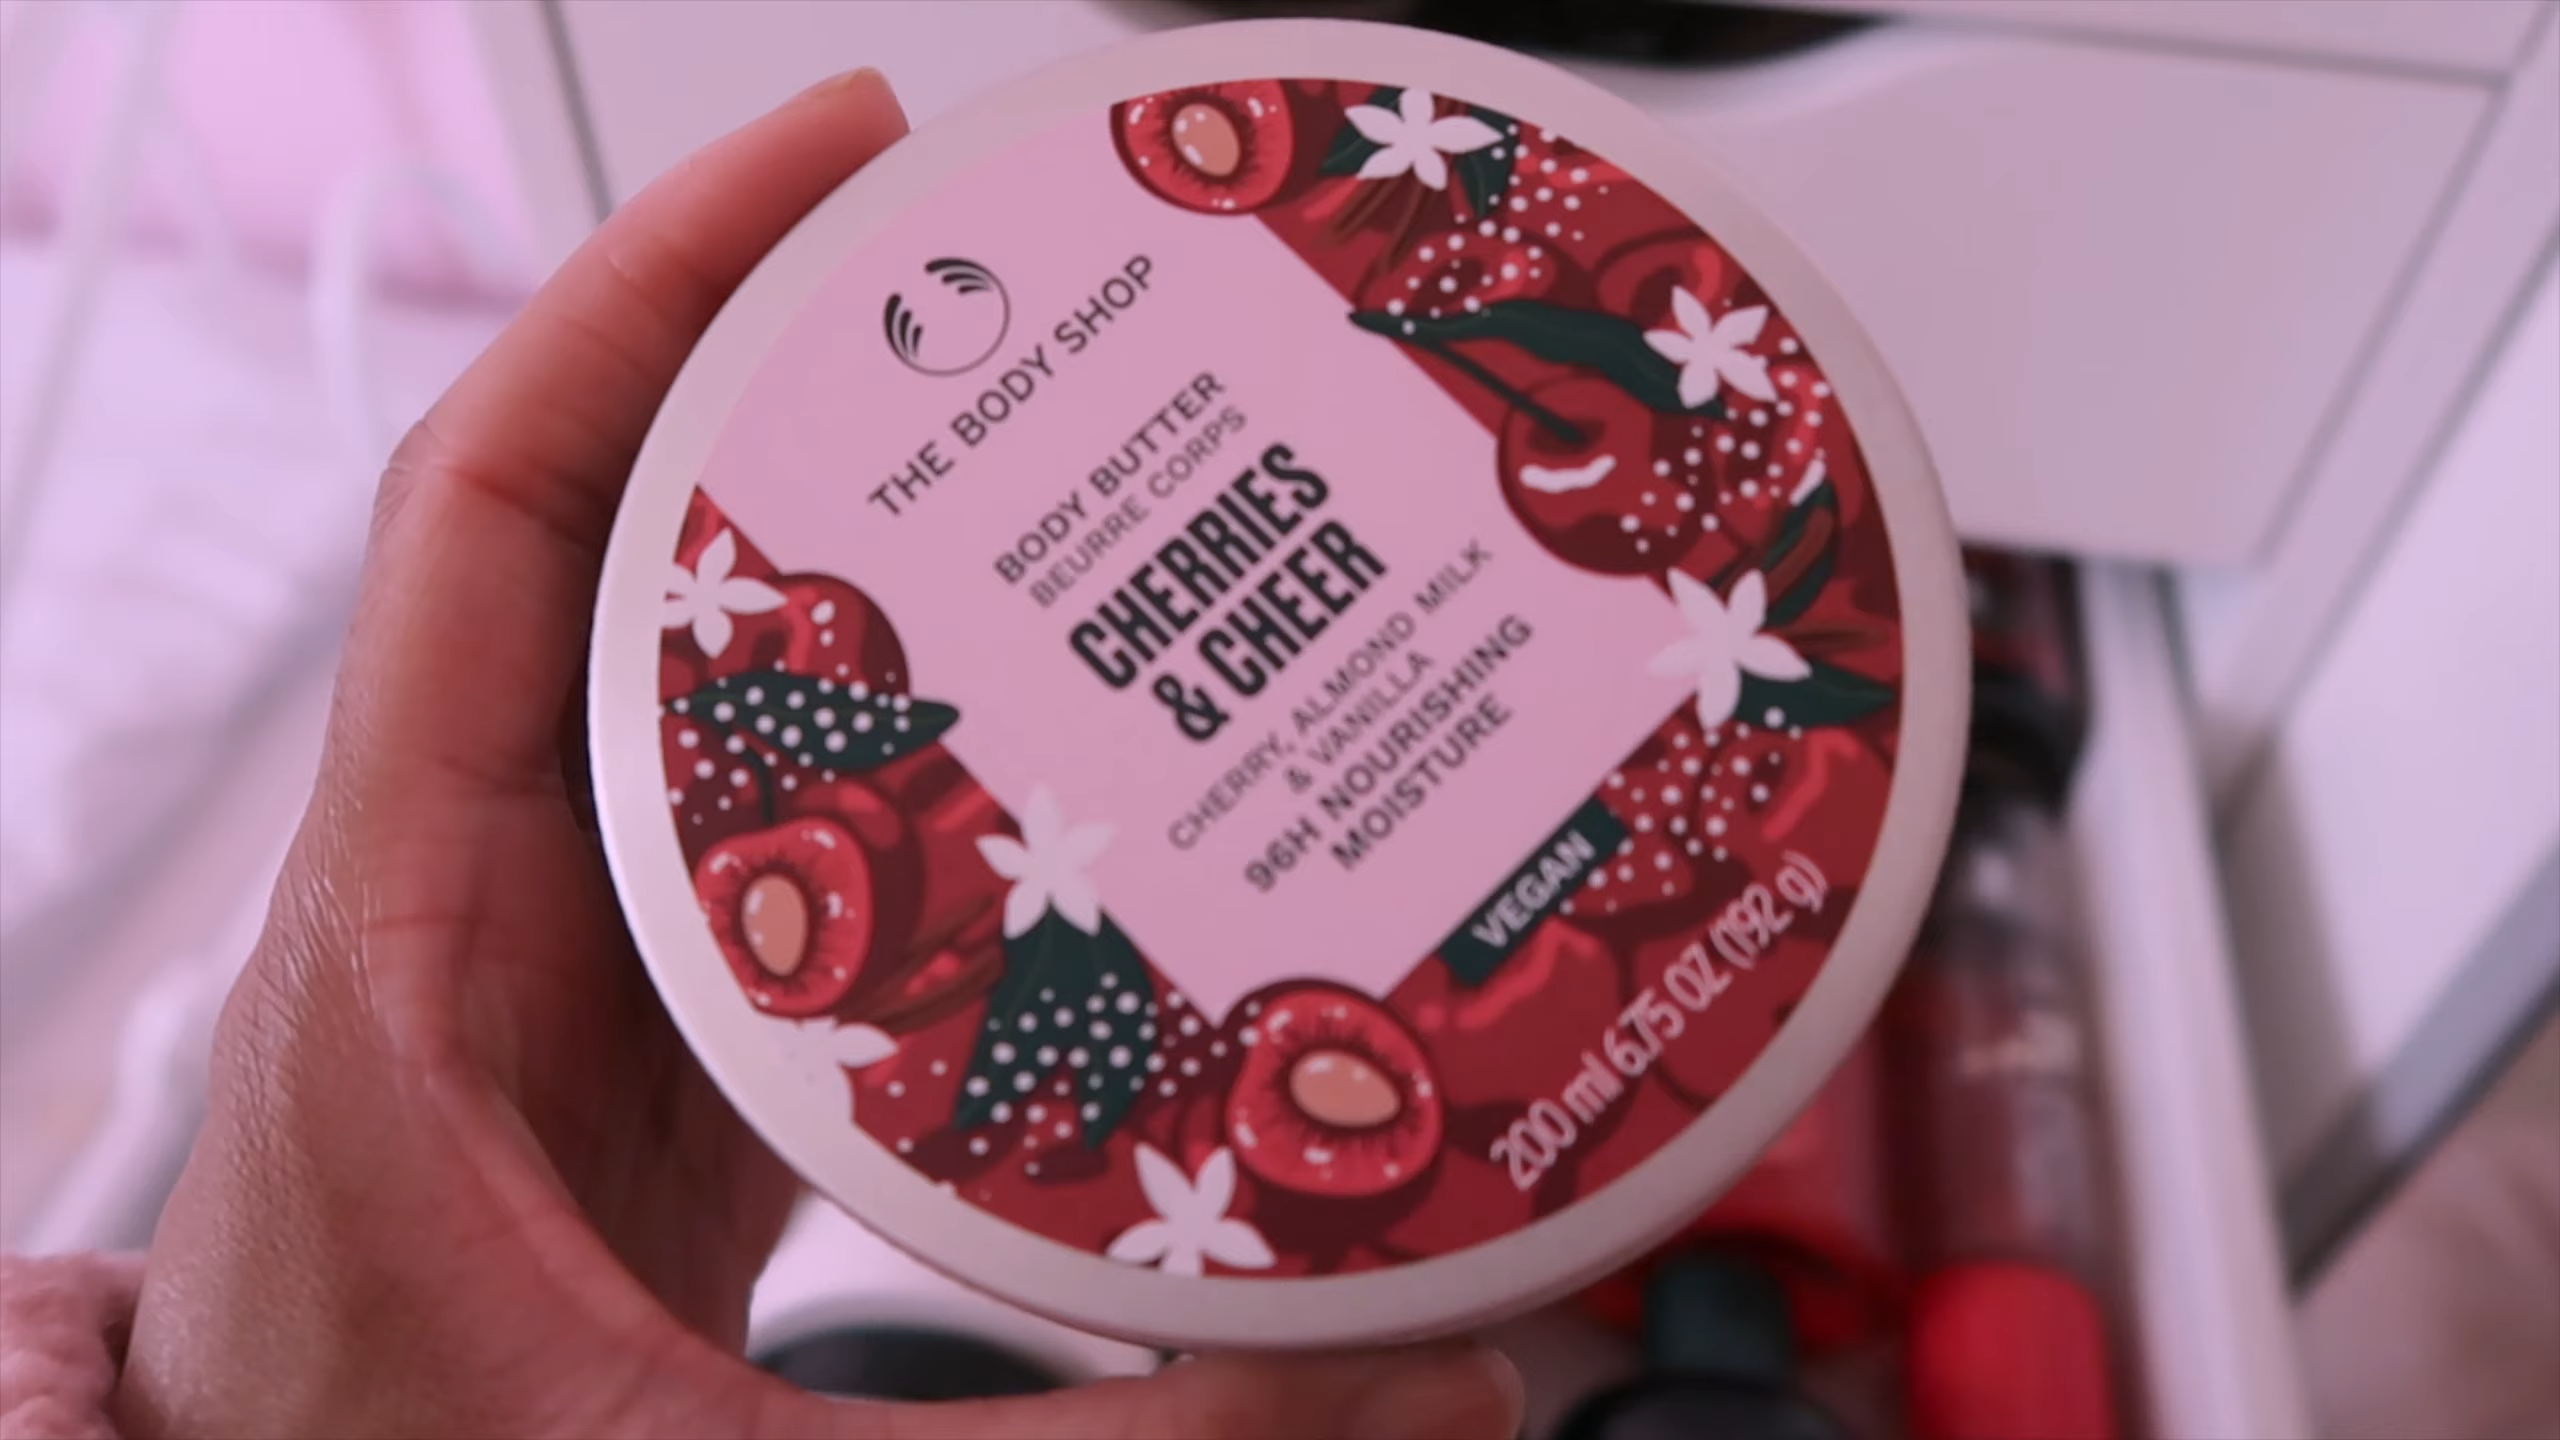 THE BODY SHOP
BODY BUTTER
BEURRE CORPS
CHERRIES
& CHEER
CHERRY, ALMOND MILK
& VANILLA
96H NOURISHING
MOISTURE
VEGAN
200 ml 6.75 OZ (192 g)